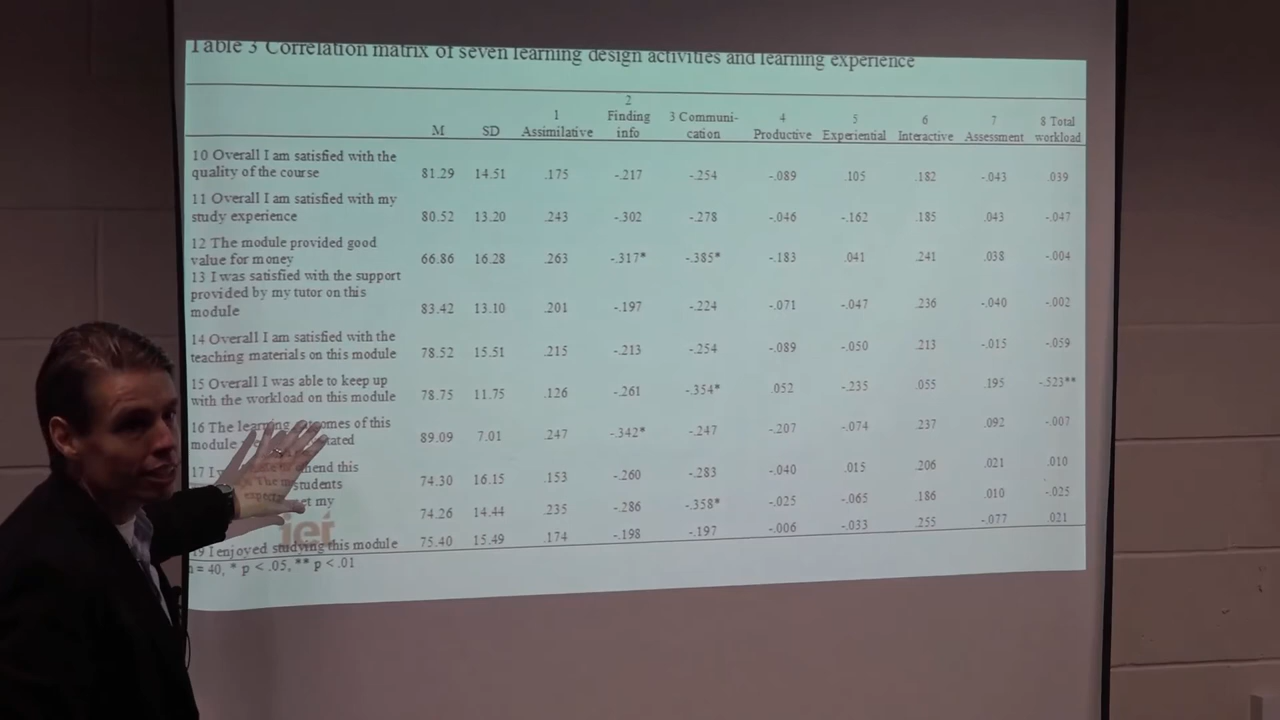 Table 3 Correlation matrix of seven learning design activities and learning experience
M SD 1 Assimilative 2 Finding info 3 Communi-cation 4 Productive 5 Experiential 6 Interactive 7 Assessment 8 Total workload
10 Overall I am satisfied with the
quality of the course 81.29 14.51 .175 -.217 -.254 -.089 .105 .182 -.043 .039
11 Overall I am satisfied with my
study experience 80.52 13.20 .243 -.302 -.278 -.046 -.162 .185 .043 -.047
12 The module provided good
value for money 66.86 16.28 .263 -.317* -.385* -.183 .041 .241 .038 -.004
13 I was satisfied with the support
provided by my tutor on this
module 83.42 13.10 .201 -.197 -.224 -.071 -.047 .236 -.040 -.002
14 Overall I am satisfied with the
teaching materials on this module 78.52 15.51 .215 -.213 -.254 -.089 -.050 .213 -.015 -.059
15 Overall I was able to keep up
with the workload on this module 78.75 11.75 .126 -.261 -.354* .052 -.235 .055 .195 -.523**
16 The learning outcomes of this
module 89.09 7.01 .247 -.342* -.247 -.207 -.074 .237 .092 -.007
17 I this
students 74.30 16.15 .153 -.260 -.283 -.040 .015 .206 .021 .010
my 74.26 14.44 .235 -.286 -.358* -.025 -.065 .186 .010 -.025
19 I enjoyed studying this module 75.40 15.49 .174 -.198 -.197 -.006 -.033 .255 -.077 .021
n = 40, * p < .05, ** p < .01
iet